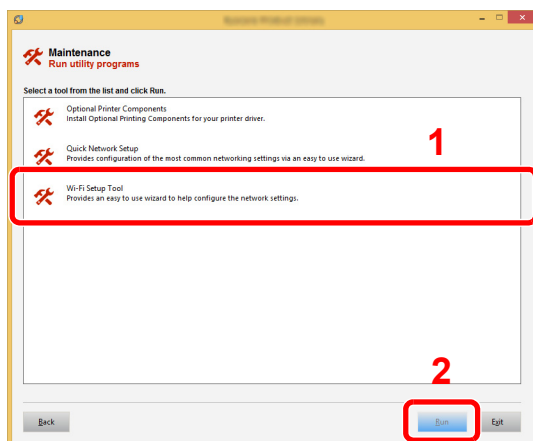 Maintenance
Run utility programs
Select a tool from the list and click Run.
Optional Printer Components
Install Optional Printing Components for your printer driver.
1
Quick Network Setup
Provides configuration of the most common networking settings via an easy to use wizard.
Wi-Fi Setup Tool
Provides an easy to use wizard to help configure the network settings.
2
Back
Run
Exit